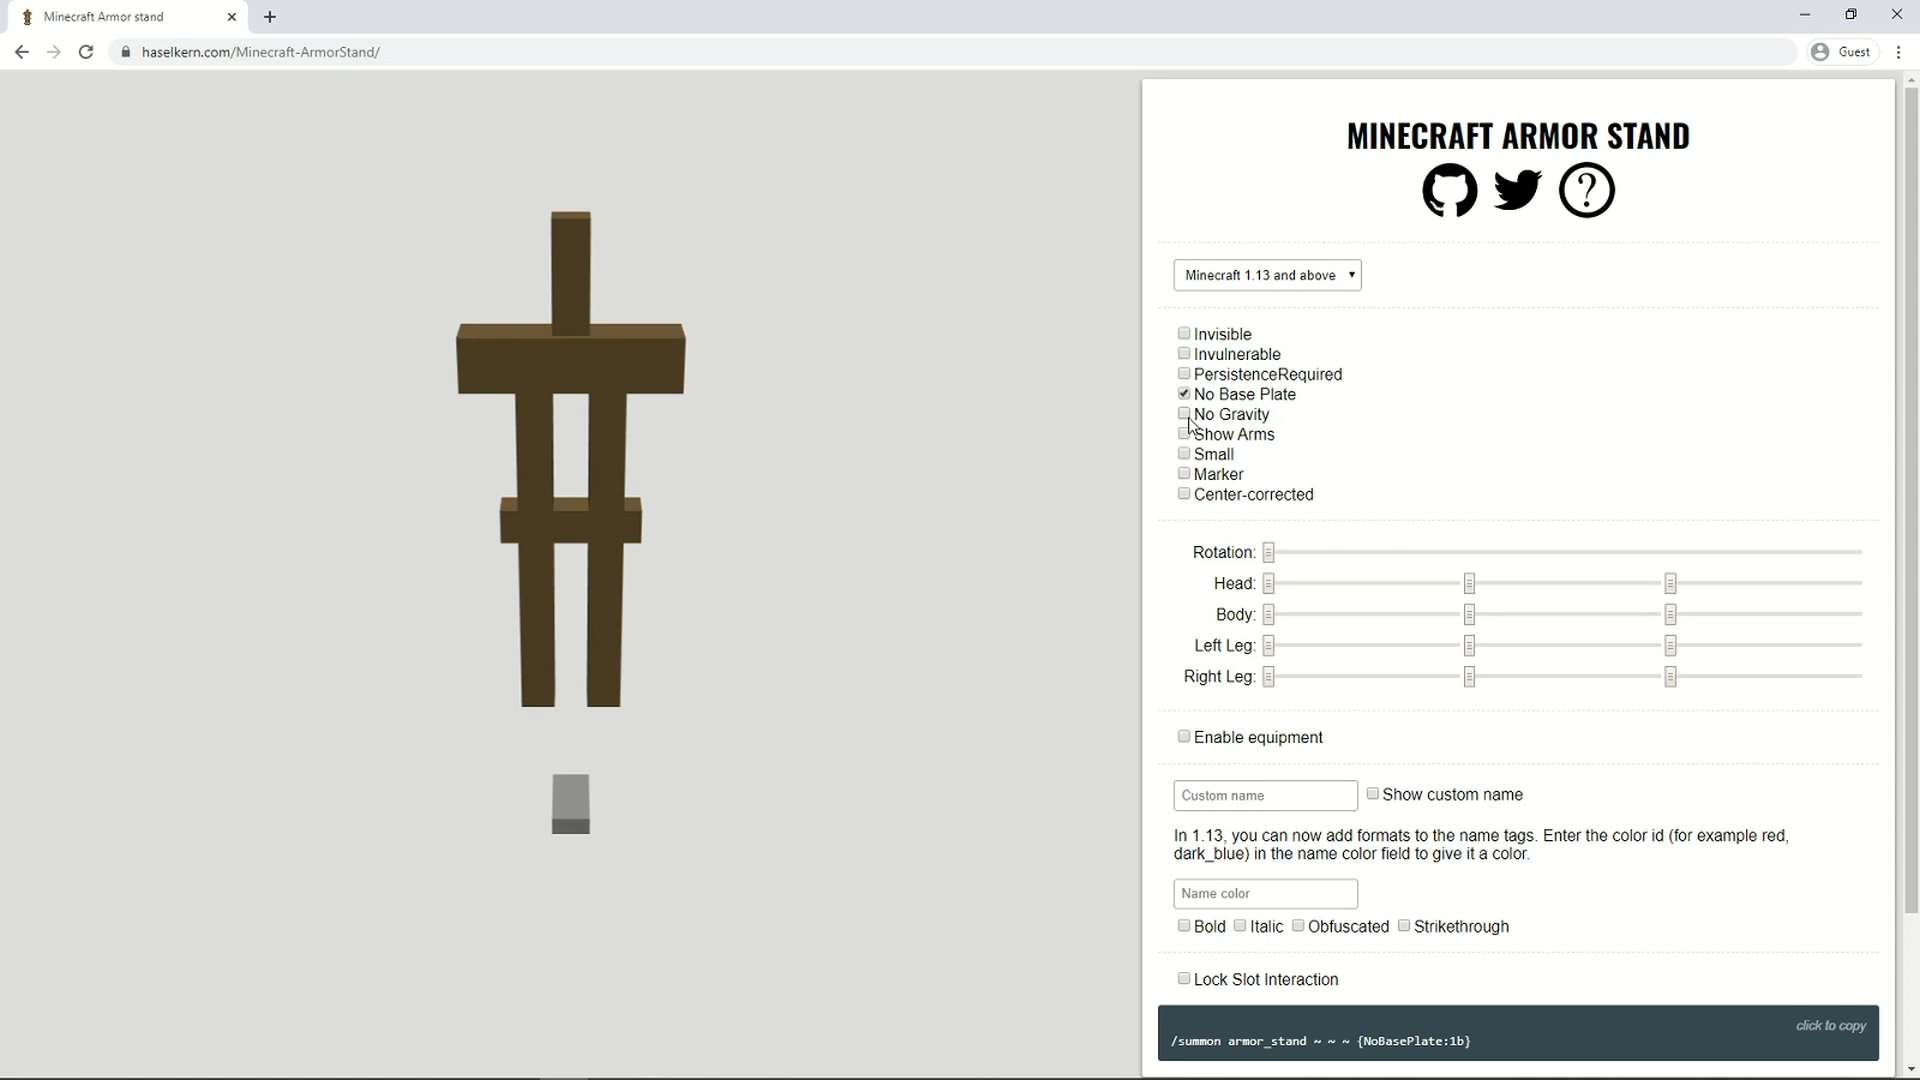 Minecraft Armor stand
haselkern.com/Minecraft-ArmorStand/
Guest
MINECRAFT ARMOR STAND
?
Minecraft 1.13 and above
Invisible
Invulnerable
PersistenceRequired
No Base Plate
No Gravity
Show Arms
Small
Marker
Center-corrected
Rotation:
Head:
Body:
Left Leg:
Right Leg:
Enable equipment
Custom name
Show custom name
In 1.13, you can now add formats to the name tags. Enter the color id (for example red,
dark_blue) in the name color field to give it a color.
Name color
Bold Italic Obfuscated Strikethrough
Lock Slot Interaction
click to copy
/summon armor_stand ~ ~ ~ {NoBasePlate:1b}